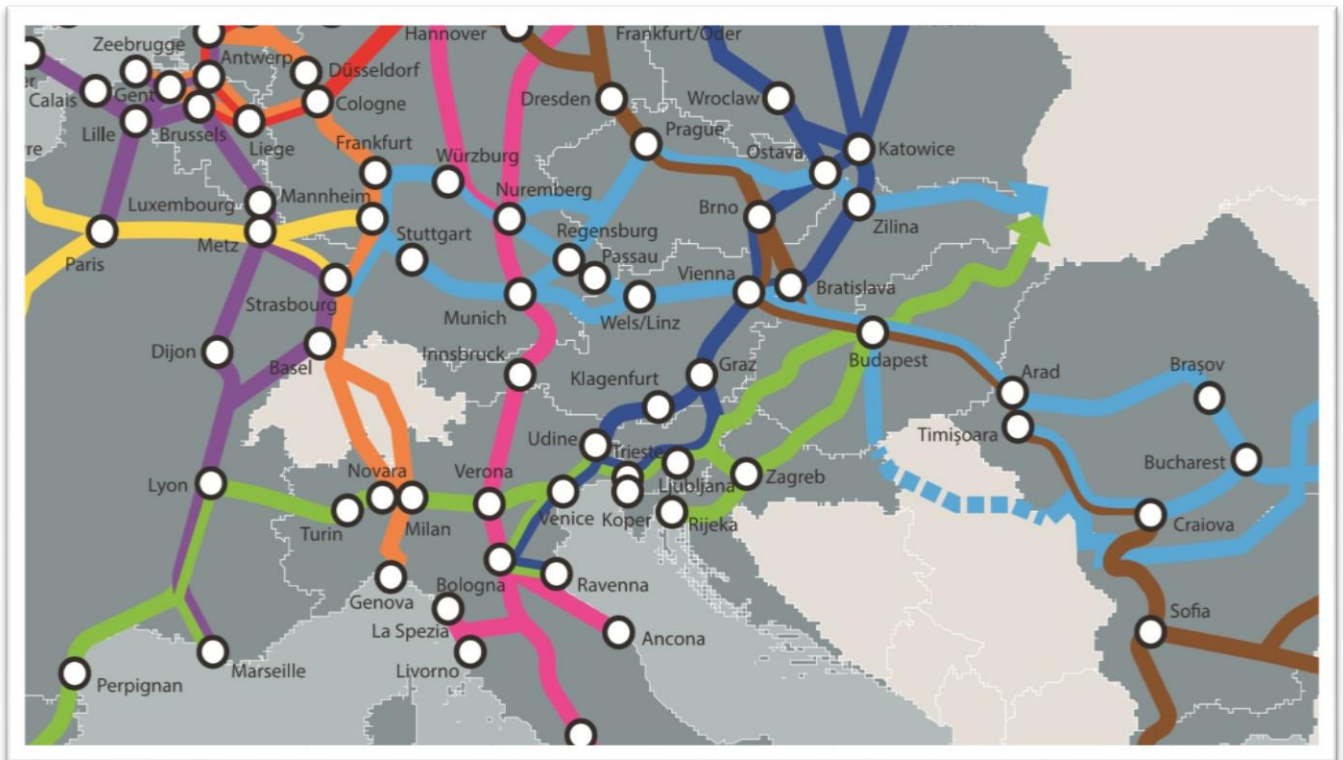 Hannover
Frankfurt/Oder
Zeebrugge
Antwerp
Düsseldorf
Calais
Gent
Cologne
Dresden
Wroclaw
Lille
Brussels
Liege
Prague
Frankfurt
Würzburg
Ostava
Katowice
Luxembourg
Mannheim
Nuremberg
Brno
Zilina
Metz
Stuttgart
Regensburg
Paris
Passau
Vienna
Bratislava
Strasbourg
Munich
Wels/Linz
Dijon
Basel
Innsbruck
Budapest
Klagenfurt
Graz
Arad
Braşov
Timişoara
Udine
Trieste
Bucharest
Lyon
Novara
Verona
Ljubljana
Zagreb
Turin
Milan
Venice
Koper
Rijeka
Craiova
Genova
Bologna
Ravenna
Sofia
La Spezia
Ancona
Livorno
Marseille
Perpignan